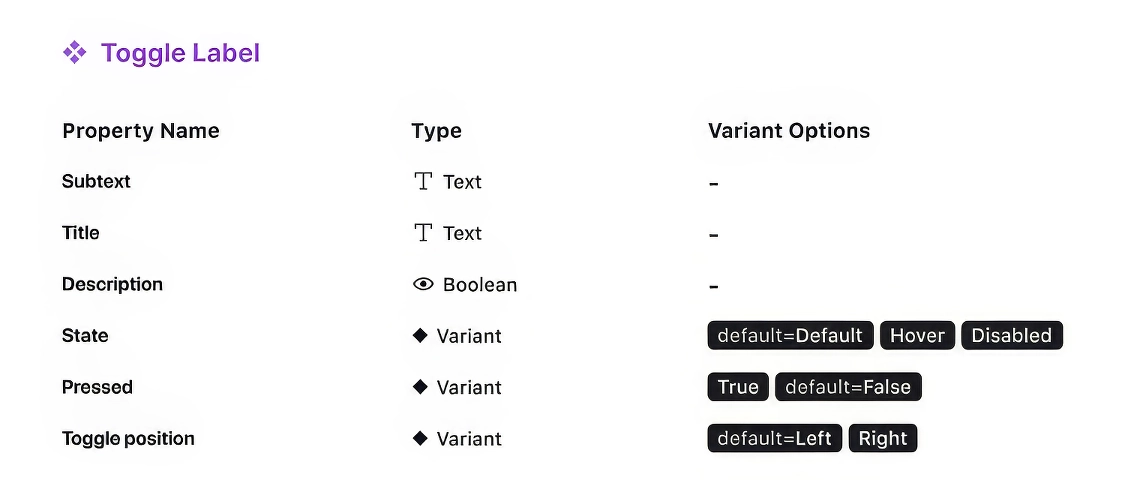 Toggle Label
Property Name Type Variant Options
Subtext Text -
Title Text -
Description Boolean -
State Variant default=Default Hover Disabled
Pressed Variant True default=False
Toggle position Variant default=Left Right